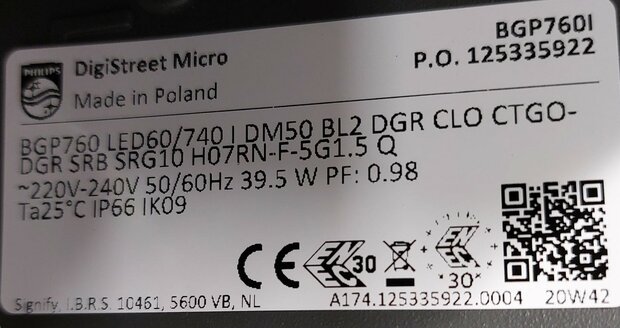 PHILIPS
DigiStreet Micro
Made in Poland
BGP760I
P.O. 125335922
BGP760 LED60/740 I DM50 BL2 DGR CLO CTGO-
DGR SRB SRG10 H07RN-F-5G1.5 Q
~220V-240V 50/60Hz 39.5 W PF: 0.98
Ta25°C IP66 IK09
CE ENEC 30 ENEC
30
Signify, I.B.R.S. 10461, 5600 VB, NL
A174.125335922.0004
20W42